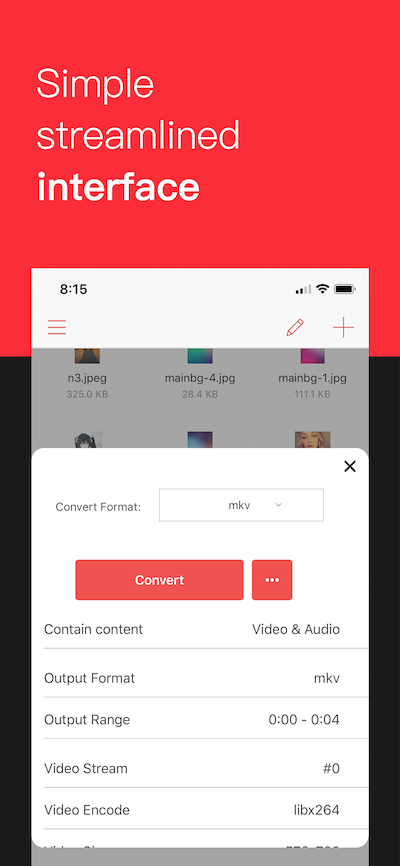 Simple
streamlined
interface
8:15
n3.jpeg mainbg-4.jpg mainbg-1.jpg
325.0 KB 28.4 KB 111.1 KB
Convert Format: mkv
Convert
Contain content Video & Audio
Output Format mkv
Output Range 0:00 - 0:04
Video Stream #0
Video Encode libx264